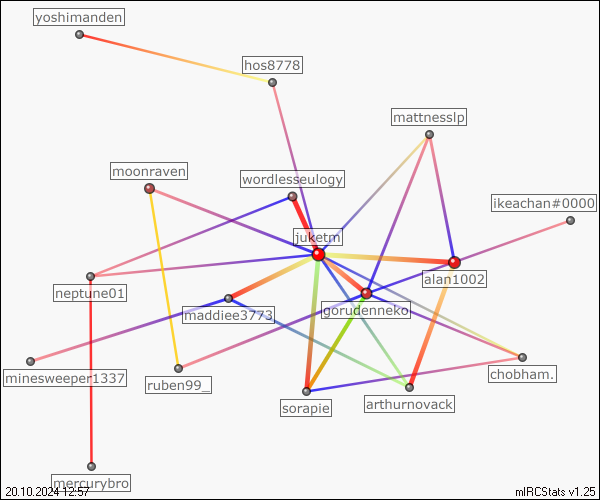 yoshimanden
hos8778
mattnesslp
moonraven
wordlesseulogy
ikeachan#0000
juketm
alan1002
neptune01
maddiee3773
gorudenneko
minesweeper1337
ruben99_
chobham.
sorapie
arthurnovack
mercurybro
20.10.2024 12:57
mIRCStats v1.25